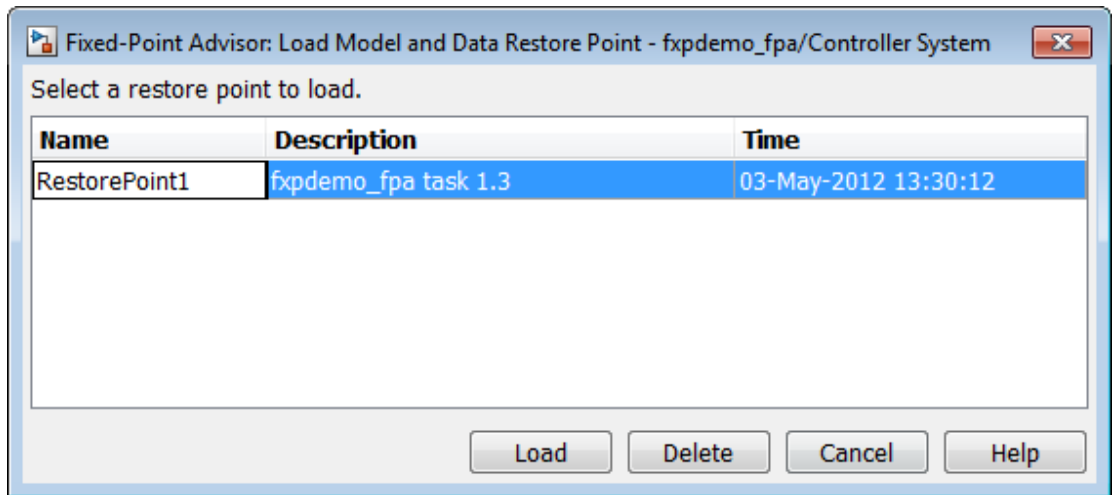 Fixed-Point Advisor: Load Model and Data Restore Point - fxpdemo_fpa/Controller System
Select a restore point to load.
Name Description Time
RestorePoint1 fxpdemo_fpa task 1.3 03-May-2012 13:30:12
Load Delete Cancel Help